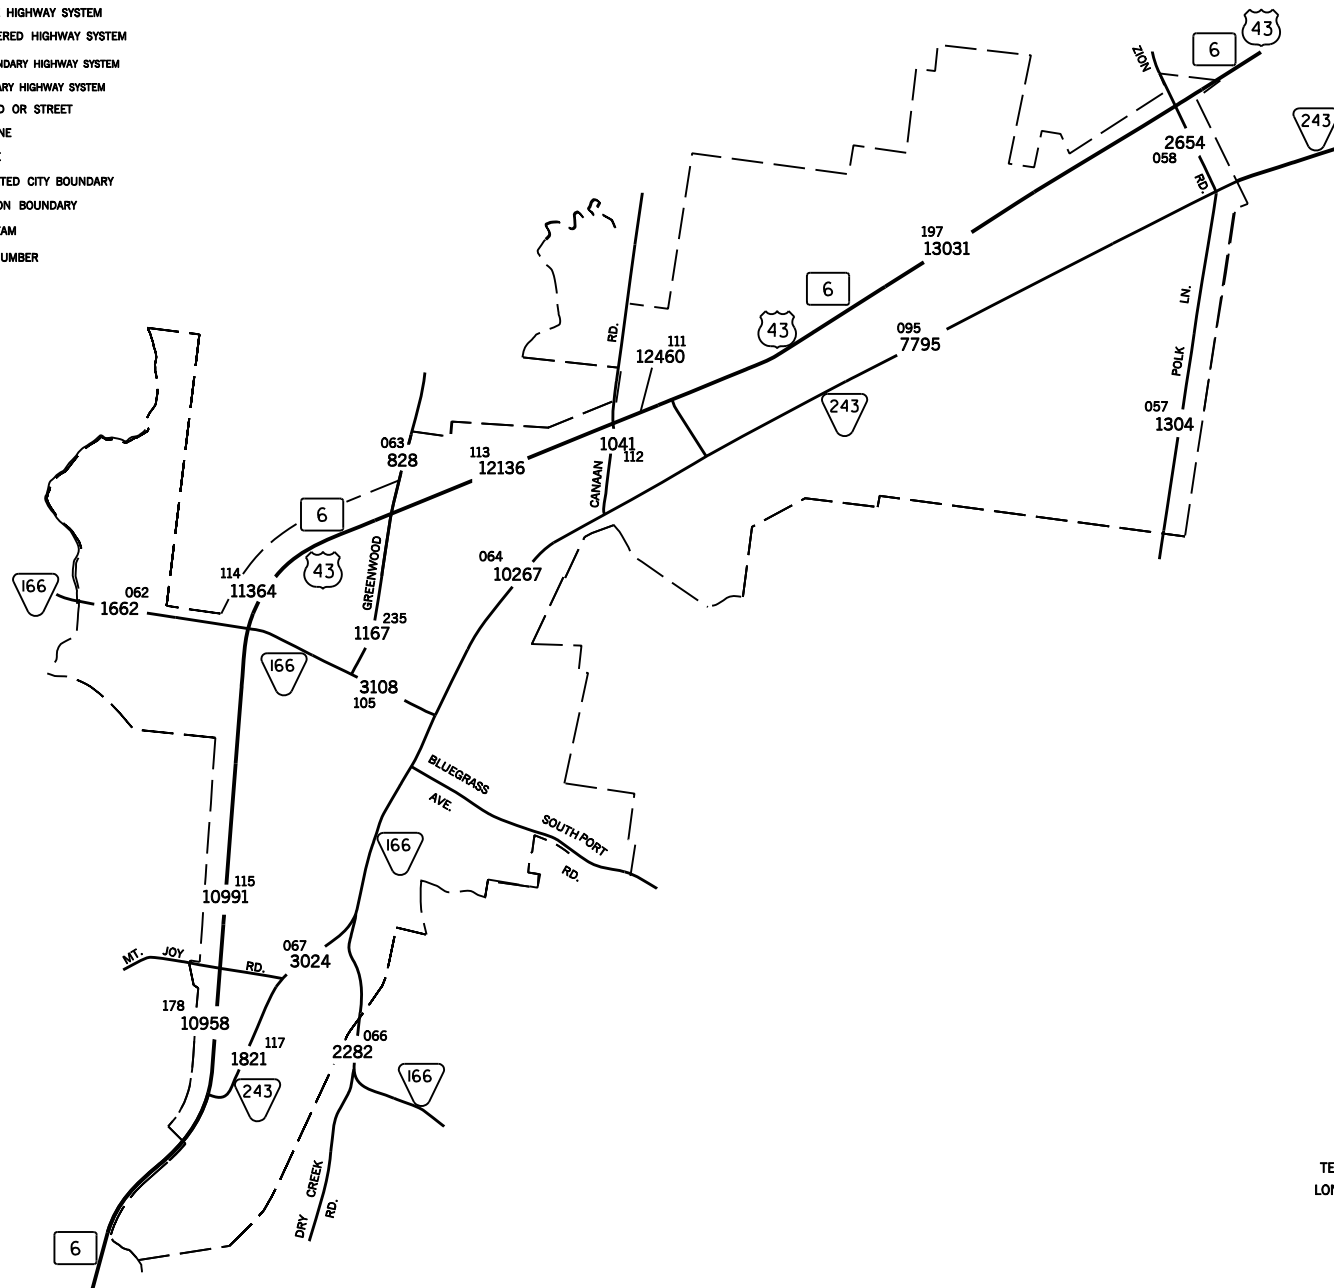 HIGHWAY SYSTEM
ERED HIGHWAY SYSTEM
NDARY HIGHWAY SYSTEM
ARY HIGHWAY SYSTEM
OR STREET
NE
TED CITY BOUNDARY
ON BOUNDARY
EAM
UMBER
43
6
ZION
243
2654
058
RD.
197
13031
6
LN.
43
095
7795
RD.
111
12460
POLK
243
057
1304
063
828
113
12136
1041
112
CANAAN
6
43
064
10267
114
11364
GREENWOOD
166
062
1662
235
1167
166
3108
105
BLUEGRASS
AVE.
SOUTH PORT
RD.
166
115
10991
MT. JOY RD.
067
3024
178
10958
117
1821
066
2282
243
166
DRY CREEK
RD.
6
TE
LON